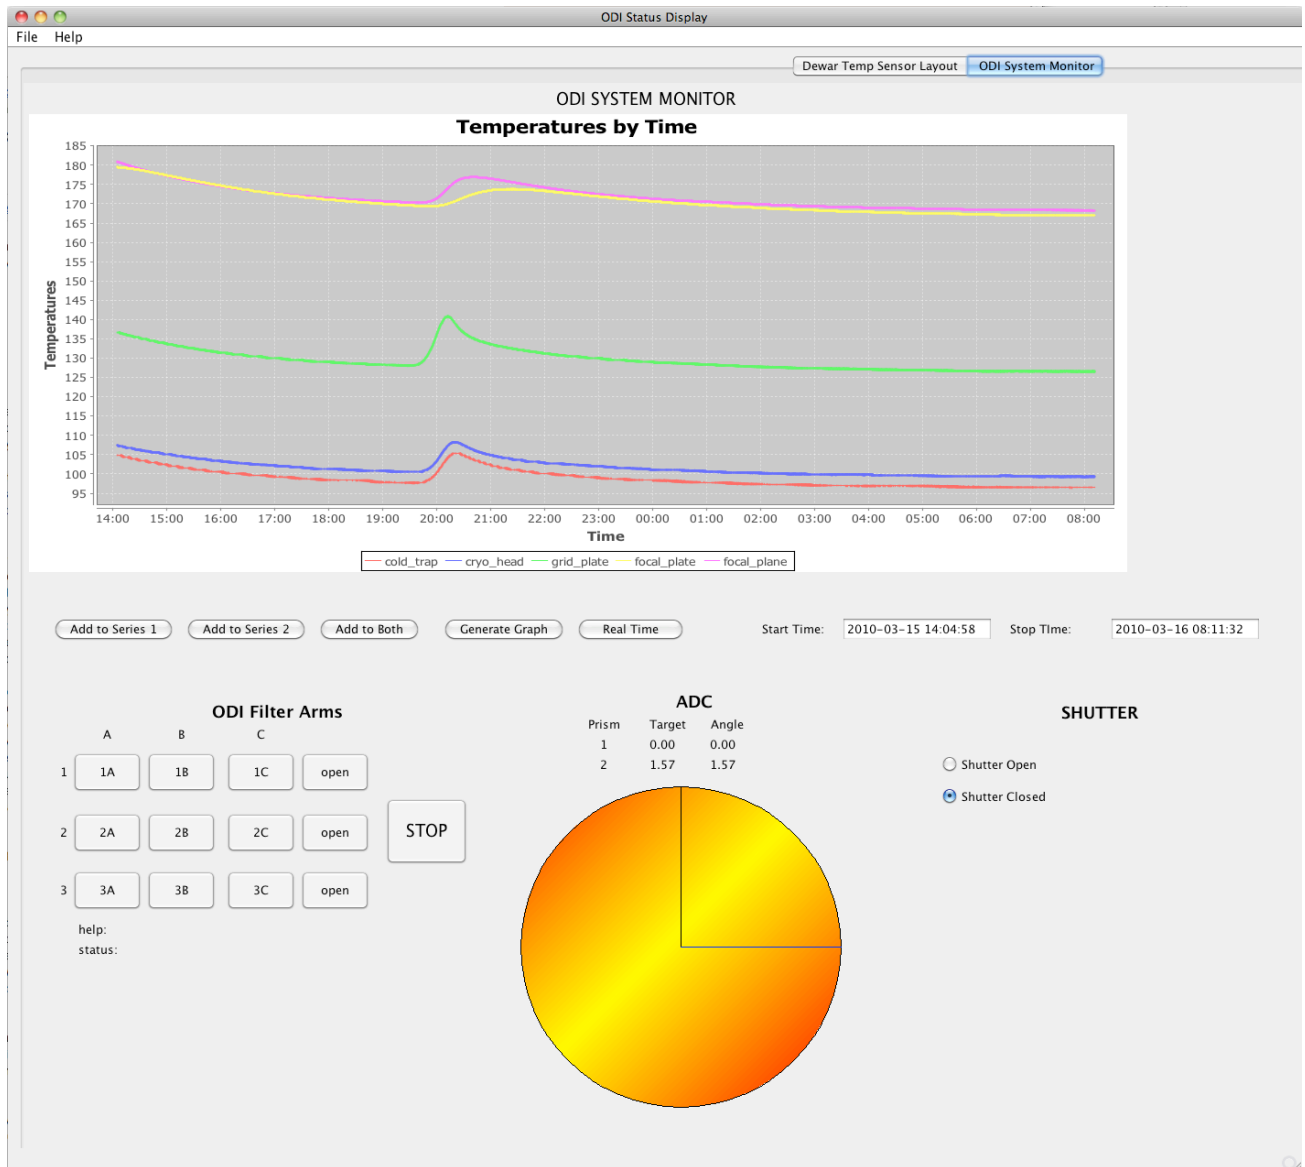 ODI Status Display
File Help
Dewar Temp Sensor Layout ODI System Monitor
ODI SYSTEM MONITOR
Temperatures by Time
185
180
175
170
165
160
155
150
145
140
135
130
125
120
115
110
105
100
95
Temperatures
14:00 15:00 16:00 17:00 18:00 19:00 20:00 21:00 22:00 23:00 00:00 01:00 02:00 03:00 04:00 05:00 06:00 07:00 08:00
Time
cold_trap cryo_head grid_plate focal_plate focal_plane
Add to Series 1 Add to Series 2 Add to Both Generate Graph Real Time Start Time: 2010-03-15 14:04:58 Stop TIme: 2010-03-16 08:11:32
ODI Filter Arms
A B C
1 1A 1B 1C open
2 2A 2B 2C open
STOP
3 3A 3B 3C open
help:
status:
ADC
Prism Target Angle
1 0.00 0.00
2 1.57 1.57
SHUTTER
Shutter Open
Shutter Closed